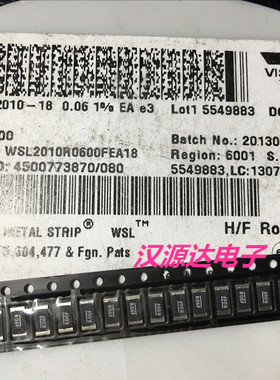 VIS
2010-18 0.06 1% EA e3 Lot1 5549883
00
WSL2010R0600FEA18
Batch No.: 20130
Region: 6001 S.
D: 4500773870/080
5549883,LC:1307
METAL STRIP® WSL™
H/F Ro
604,477 & Fgn. Pats
汉源达电子